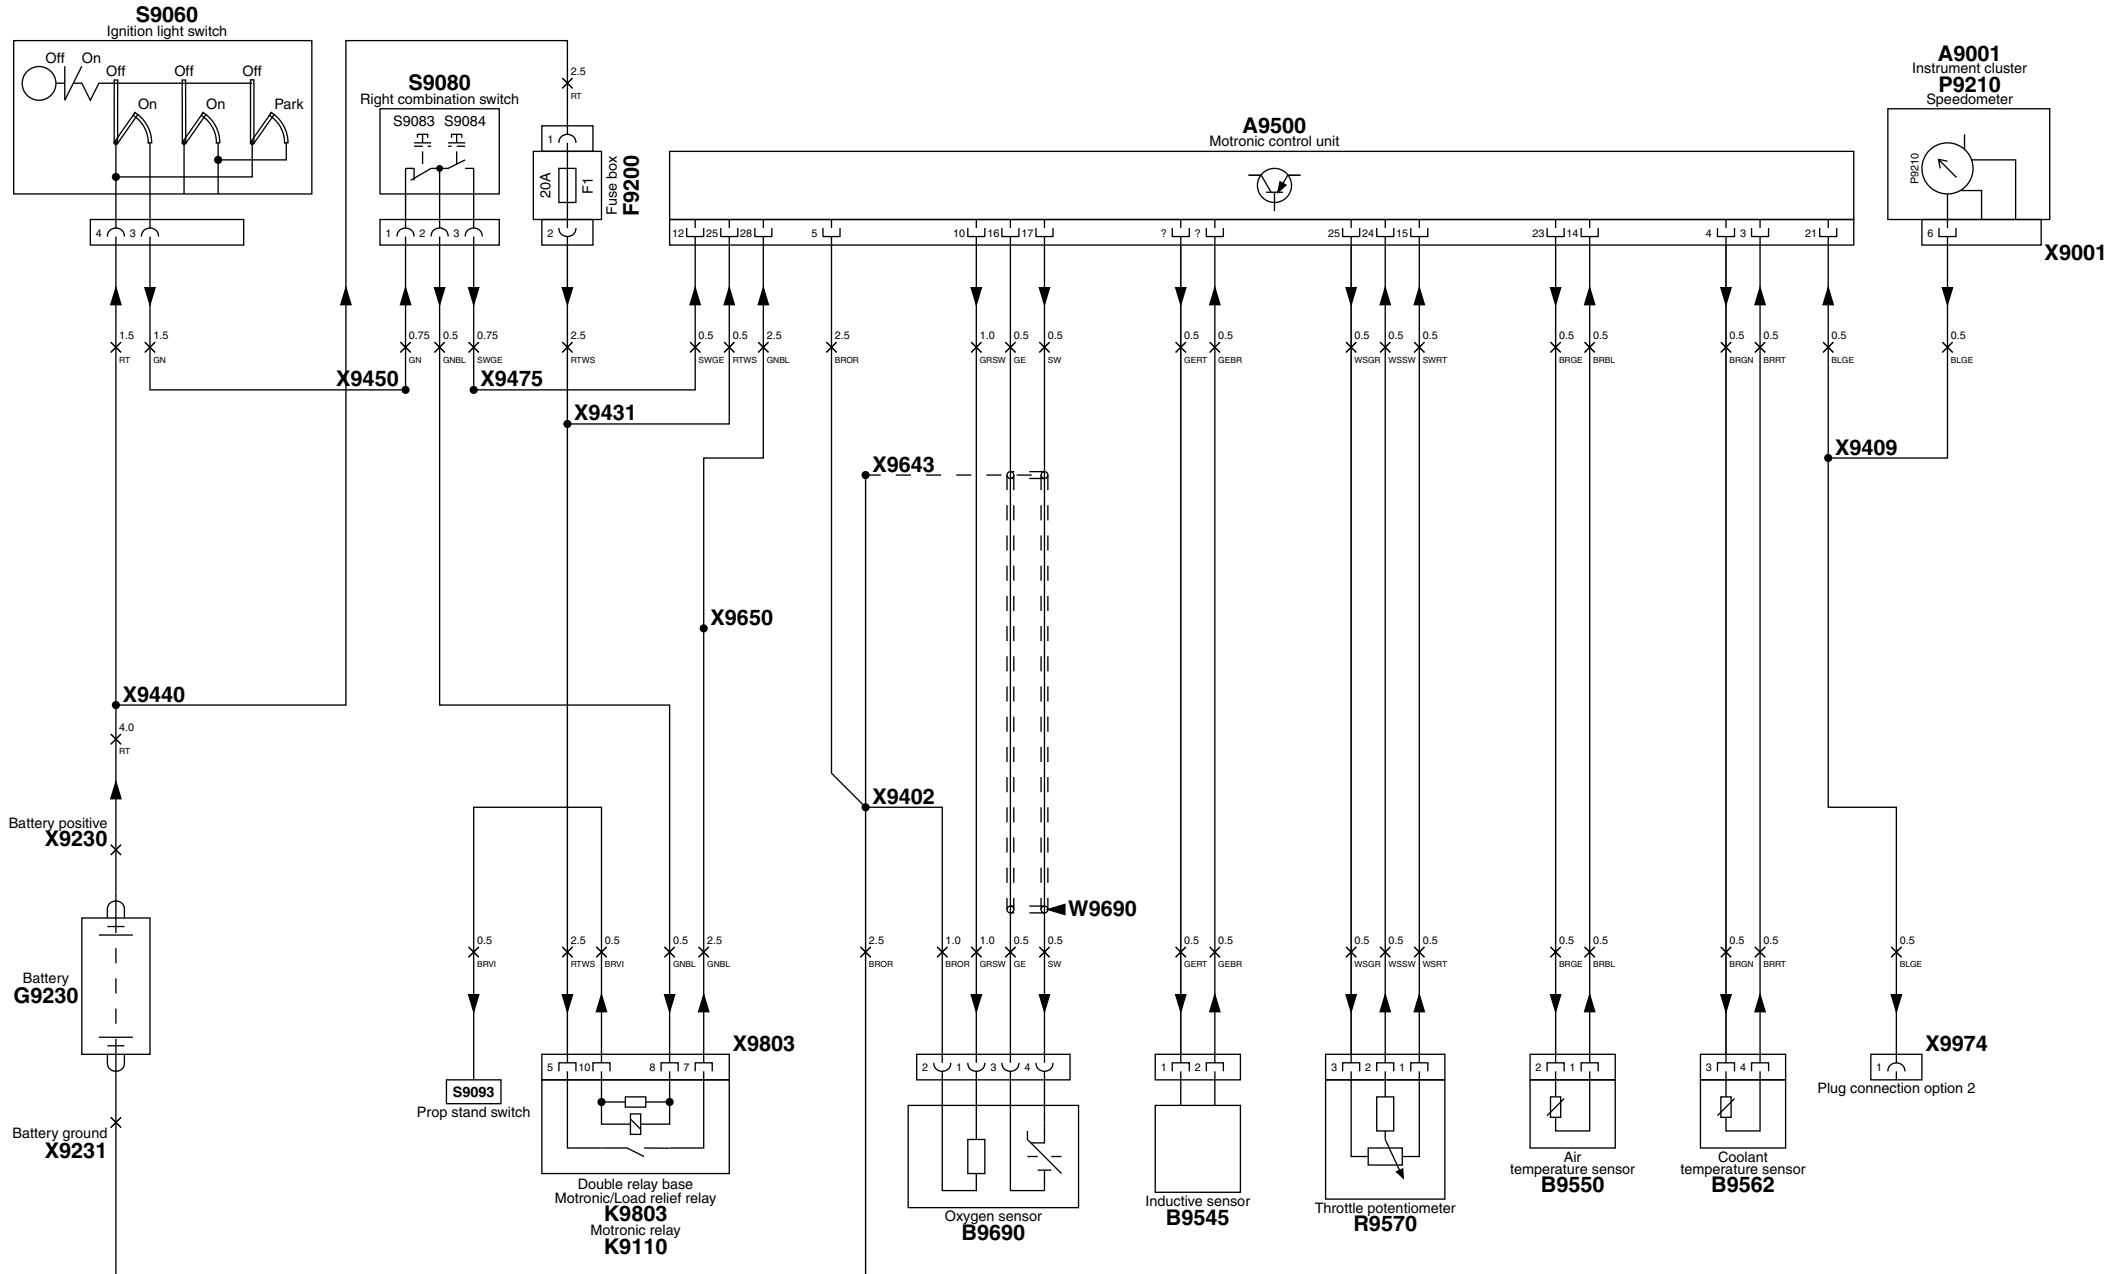 S9060
Ignition light switch
Off On
Off Off Off
On On Park
4 3
S9080
Right combination switch
S9083 S9084
1 2 3
2.5
RT
1
20A
F1
Fuse box
F9200
2
A9500
Motronic control unit
12 25 28 5 10 16 17 ? ? 25 24 15 23 14 4 3 21
A9001
Instrument cluster
P9210
Speedometer
P9210
6
X9001
1.5 1.5 0.75 0.5 0.75 2.5 0.5 0.5 2.5 2.5 1.0 0.5 0.5 0.5 0.5 0.5 0.5 0.5 0.5 0.5 0.5 0.5 0.5 0.5
RT GN GN GNBL SWGE RTWS SWGE RTWS GNBL BROR GRSW GE SW GERT GEBR WSGR WSSW SWRT BRGE BRBL BRGN BRRT BLGE BLGE
X9450 X9475
X9431
X9643
X9409
X9650
X9440
4.0
RT
X9402
Battery positive
X9230
W9690
0.5 2.5 0.5 0.5 2.5 2.5 1.0 1.0 0.5 0.5 0.5 0.5 0.5 0.5 0.5 0.5 0.5 0.5 0.5 0.5
BRVI RTWS BRVI GNBL GNBL BROR BROR GRSW GE SW GERT GEBR WSGR WSSW WSRT BRGE BRBL BRGN BRRT BLGE
Battery
G9230
X9803
X9974
5 10 8 7 2 1 3 4 1 2 3 2 1 2 1 3 4 1
S9093
Prop stand switch
Plug connection option 2
Battery ground
X9231
Double relay base
Motronic/Load relief relay
K9803
Motronic relay
K9110
Oxygen sensor
B9690
Inductive sensor
B9545
Throttle potentiometer
R9570
Air
temperature sensor
B9550
Coolant
temperature sensor
B9562